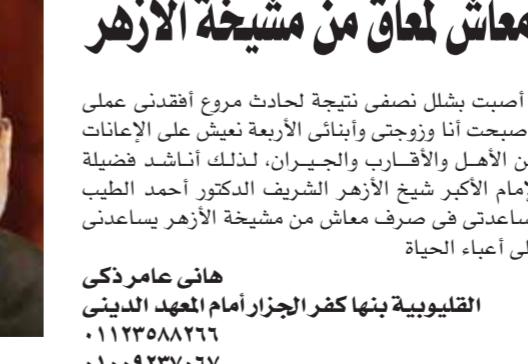 معاش لمعاق من مشيخة الأزهر
أصبت بشلل نصفى نتيجة لحادث مروع أفقدنى عملى
صبحت أنا وزوجتى وأبنائى الأربعة نعيش على الإعانات
ن الأهل والأقارب والجيران، لذلك أناشد فضيلة
إمام الأكبر شيخ الأزهر الشريف الدكتور أحمد الطيب
ساعدتى فى صرف معاش من مشيخة الأزهر يساعدنى
لى أعباء الحياة
هانى عامر ذكى
القليوبية بنها كفر الجزار أمام المعهد الدينى
٠١١٢٣٥٨٨٢٦٦
٠١٠٠٩٢٣٧٠٦٧